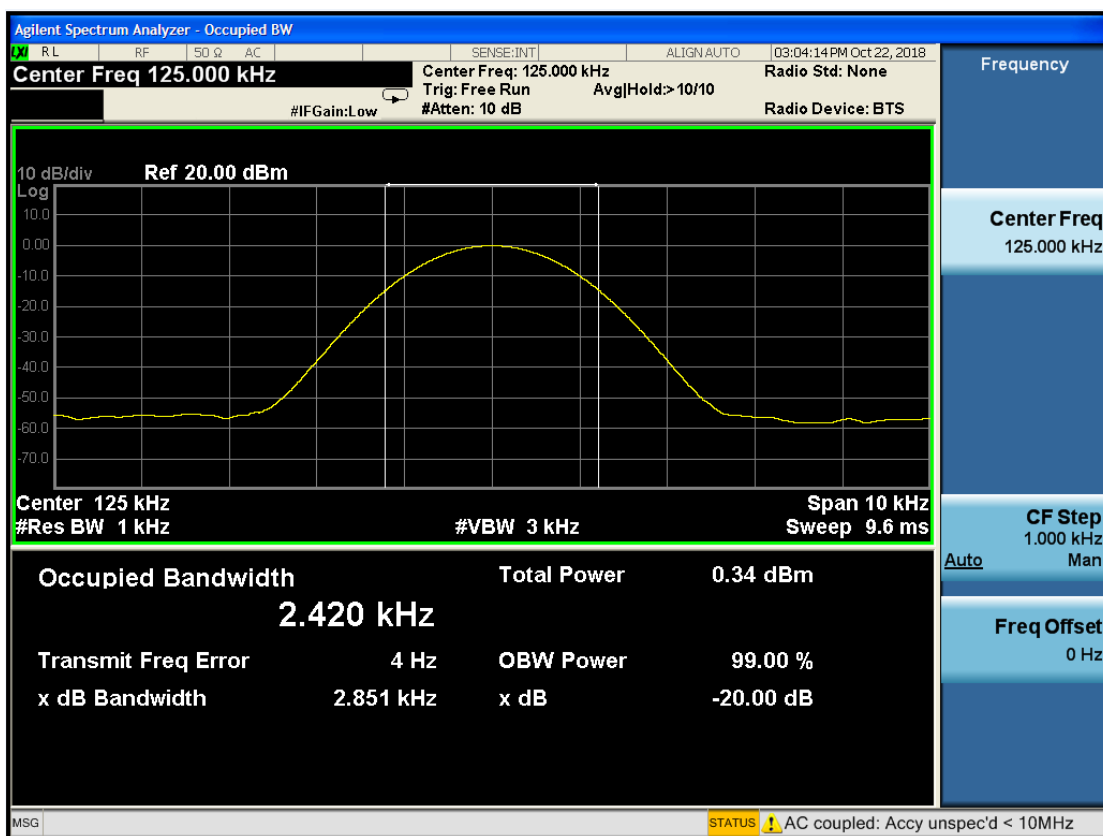 Agilent Spectrum Analyzer - Occupied BW
LXI RL RF 50 Ω AC SENSE:INT ALIGN AUTO 03:04:14 PM Oct 22, 2018
Center Freq 125.000 kHz
Center Freq: 125.000 kHz
Radio Std: None
Trig: Free Run
Avg|Hold:> 10/10
#IFGain:Low
#Atten: 10 dB
Radio Device: BTS
10 dB/div
Ref 20.00 dBm
Log
10.0
0.00
-10.0
-20.0
-30.0
-40.0
-50.0
-60.0
-70.0
Center 125 kHz
Span 10 kHz
#Res BW 1 kHz
#VBW 3 kHz
Sweep 9.6 ms
Occupied Bandwidth
2.420 kHz
Total Power 0.34 dBm
Transmit Freq Error 4 Hz
OBW Power 99.00 %
x dB Bandwidth 2.851 kHz
x dB -20.00 dB
Frequency
Center Freq
125.000 kHz
CF Step
1.000 kHz
Auto Man
Freq Offset
0 Hz
MSG
STATUS
AC coupled: Accy unspec'd < 10MHz